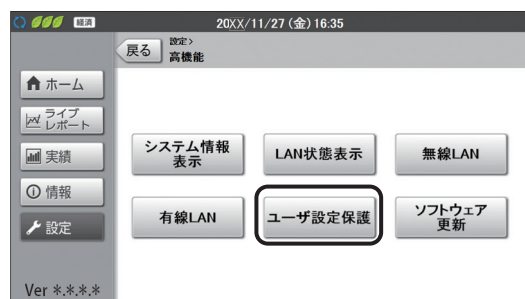 経済
20XX/11/27 (金) 16:35
戻る
設定>
高機能
ホーム
ライブ
レポート
実績
情報
設定
システム情報
表示
LAN状態表示
無線LAN
有線LAN
ユーザ設定保護
ソフトウェア
更新
Ver *.*.*.*